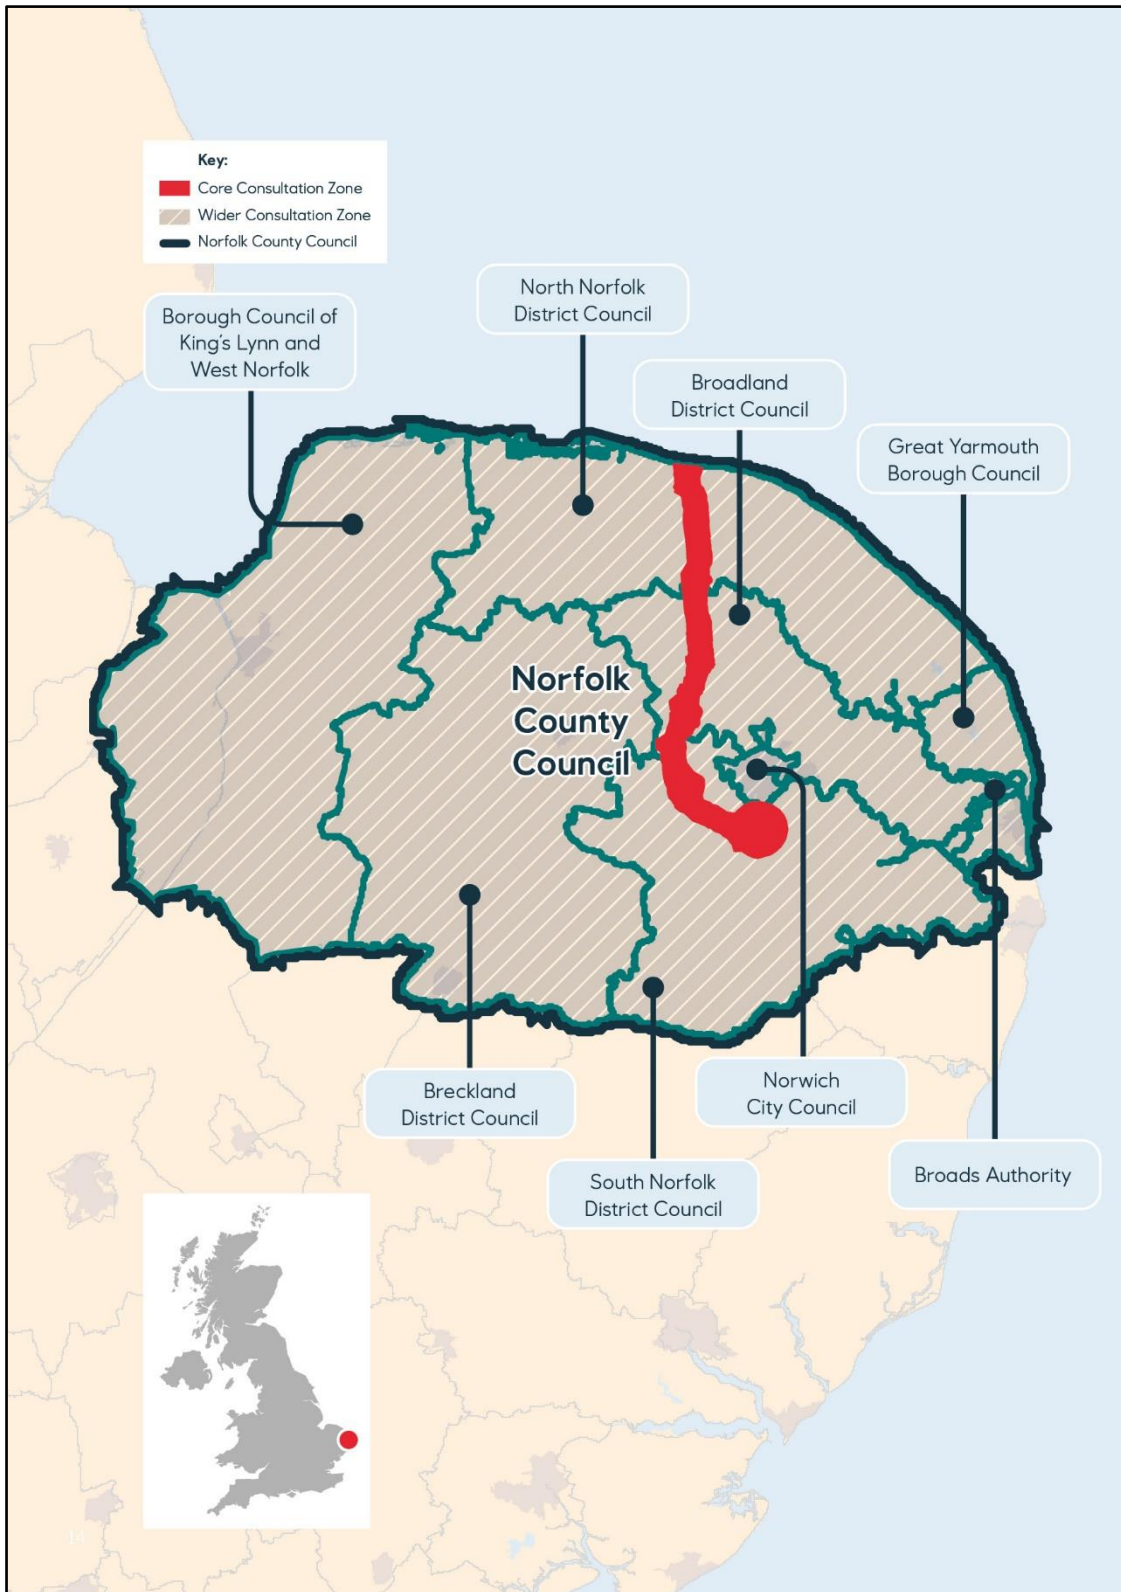 Key:
Core Consultation Zone
Wider Consultation Zone
Norfolk County Council
North Norfolk
District Council
Borough Council of
King's Lynn and
West Norfolk
Broadland
District Council
Great Yarmouth
Borough Council
Norfolk
County
Council
Breckland
District Council
Norwich
City Council
South Norfolk
District Council
Broads Authority
14